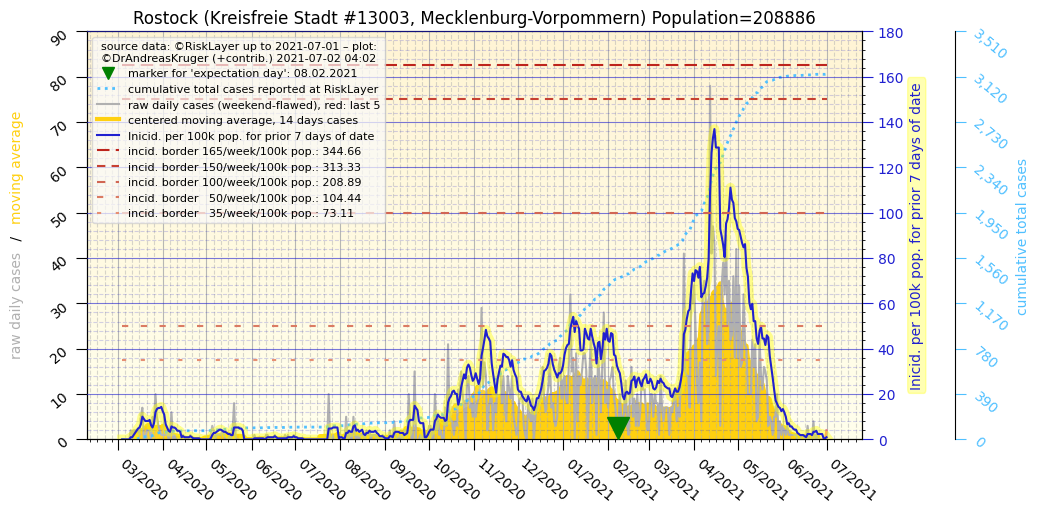 Rostock (Kreisfreie Stadt #13003, Mecklenburg-Vorpommern) Population=208886
source data: ©RiskLayer up to 2021-07-01 – plot:
©DrAndreasKruger (+contrib.) 2021-07-02 04:02
marker for 'expectation day': 08.02.2021
cumulative total cases reported at RiskLayer
raw daily cases (weekend-flawed), red: last 5
centered moving average, 14 days cases
Inicid. per 100k pop. for prior 7 days of date
incid. border 165/week/100k pop.: 344.66
incid. border 150/week/100k pop.: 313.33
incid. border 100/week/100k pop.: 208.89
incid. border 50/week/100k pop.: 104.44
incid. border 35/week/100k pop.: 73.11
raw daily cases / moving average
90
80
70
60
50
40
30
20
10
0
03/2020
04/2020
05/2020
06/2020
07/2020
08/2020
09/2020
10/2020
11/2020
12/2020
01/2021
02/2021
03/2021
04/2021
05/2021
06/2021
07/2021
180
160
140
120
100
80
60
40
20
0
Inicid. per 100k pop. for prior 7 days of date
3,510
3,120
2,730
2,340
1,950
1,560
1,170
780
390
0
cumulative total cases